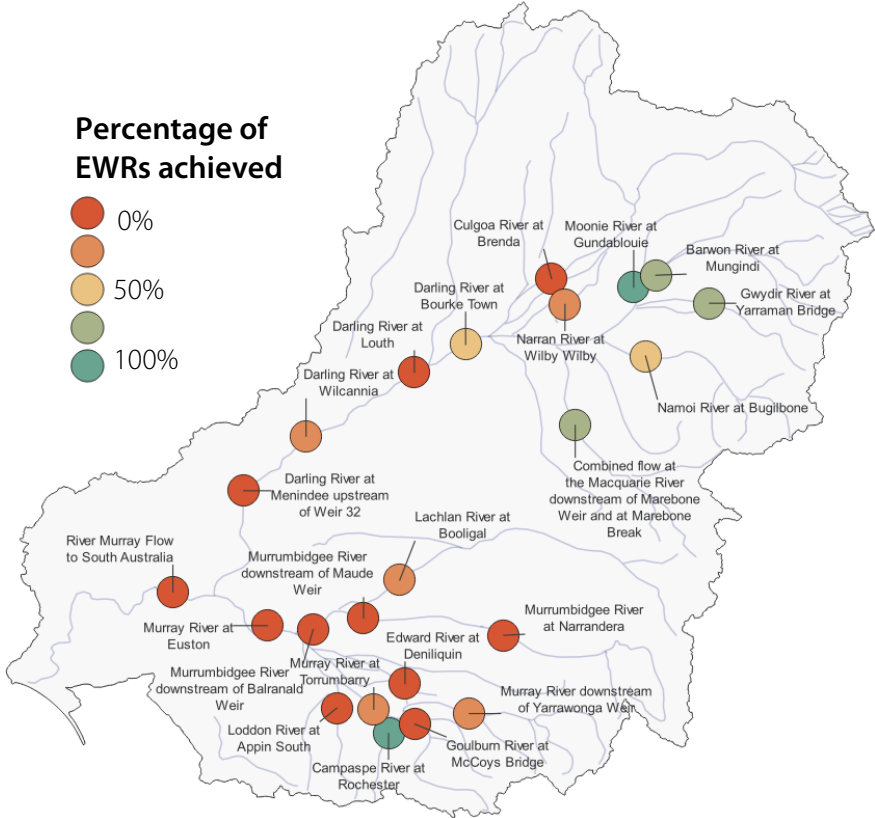 Percentage of
EWRs achieved
0%
50%
100%
Culgoa River at
Brenda
Moonie River at
Gundablouie
Barwon River at
Mungindi
Darling River at
Bourke Town
Gwydir River at
Yarraman Bridge
Darling River at
Louth
Narran River at
Wilby Wilby
Darling River at
Wilcannia
Namoi River at Bugilbone
Combined flow at
the Macquarie River
downstream of Marebone
Weir and at Marebone
Break
Darling River at
Menindee upstream
of Weir 32
Lachlan River at
Booligal
River Murray Flow
to South Australia
Murrumbidgee River
downstream of Maude
Weir
Murrumbidgee River
at Narrandera
Murray River at
Euston
Edward River at
Deniliquin
Murrumbidgee River
downstream of Balranald
Weir
Murray River at
Torrumbarry
Murray River downstream
of Yarrawonga Weir
Loddon River at
Appin South
Goulburn River at
McCoys Bridge
Campaspe River at
Rochester